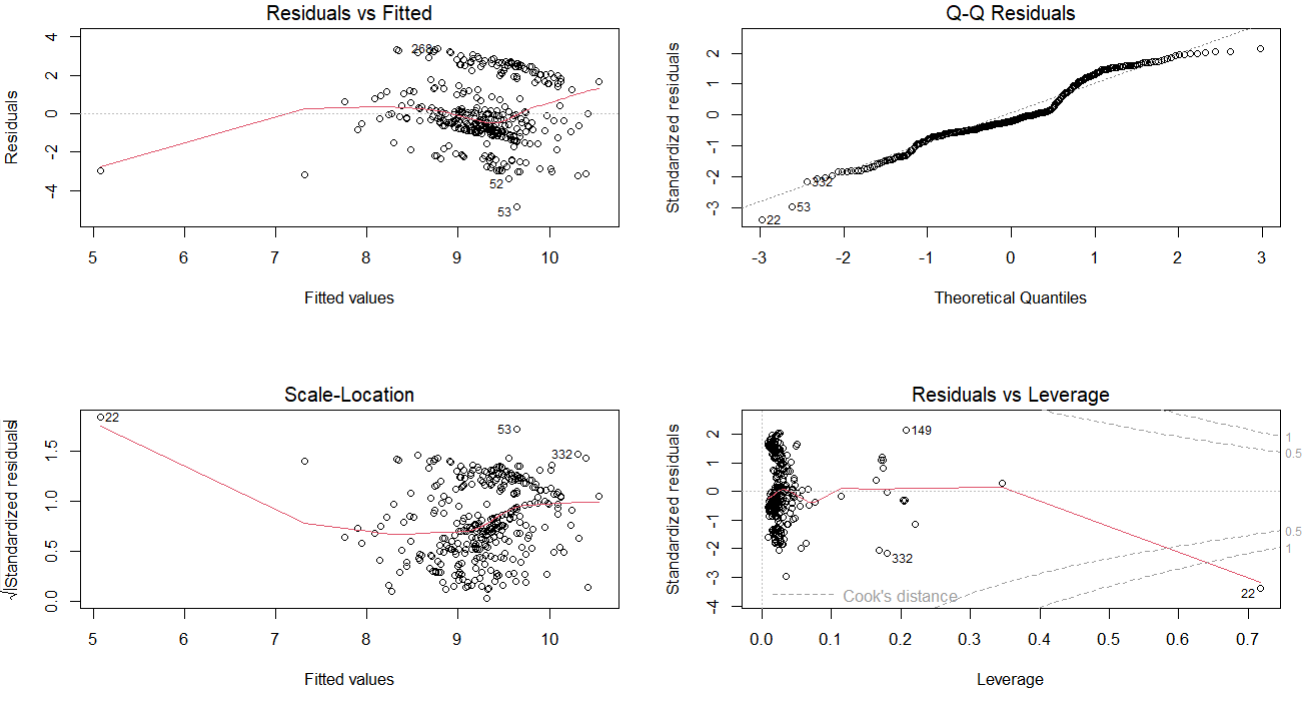 Residuals vs Fitted
Residuals
4
2
0
-2
-4
268
52
53
5 6 7 8 9 10
Fitted values
Q-Q Residuals
Standardized residuals
2
1
0
-1
-2
-3
332
53
22
-3 -2 -1 0 1 2 3
Theoretical Quantiles
Scale-Location
√|Standardized residuals|
1.5
1.0
0.5
0.0
22
53
332
5 6 7 8 9 10
Fitted values
Residuals vs Leverage
Standardized residuals
2
1
0
-1
-2
-3
-4
149
332
22
1
0.5
0.5
1
Cook's distance
0.0 0.1 0.2 0.3 0.4 0.5 0.6 0.7
Leverage